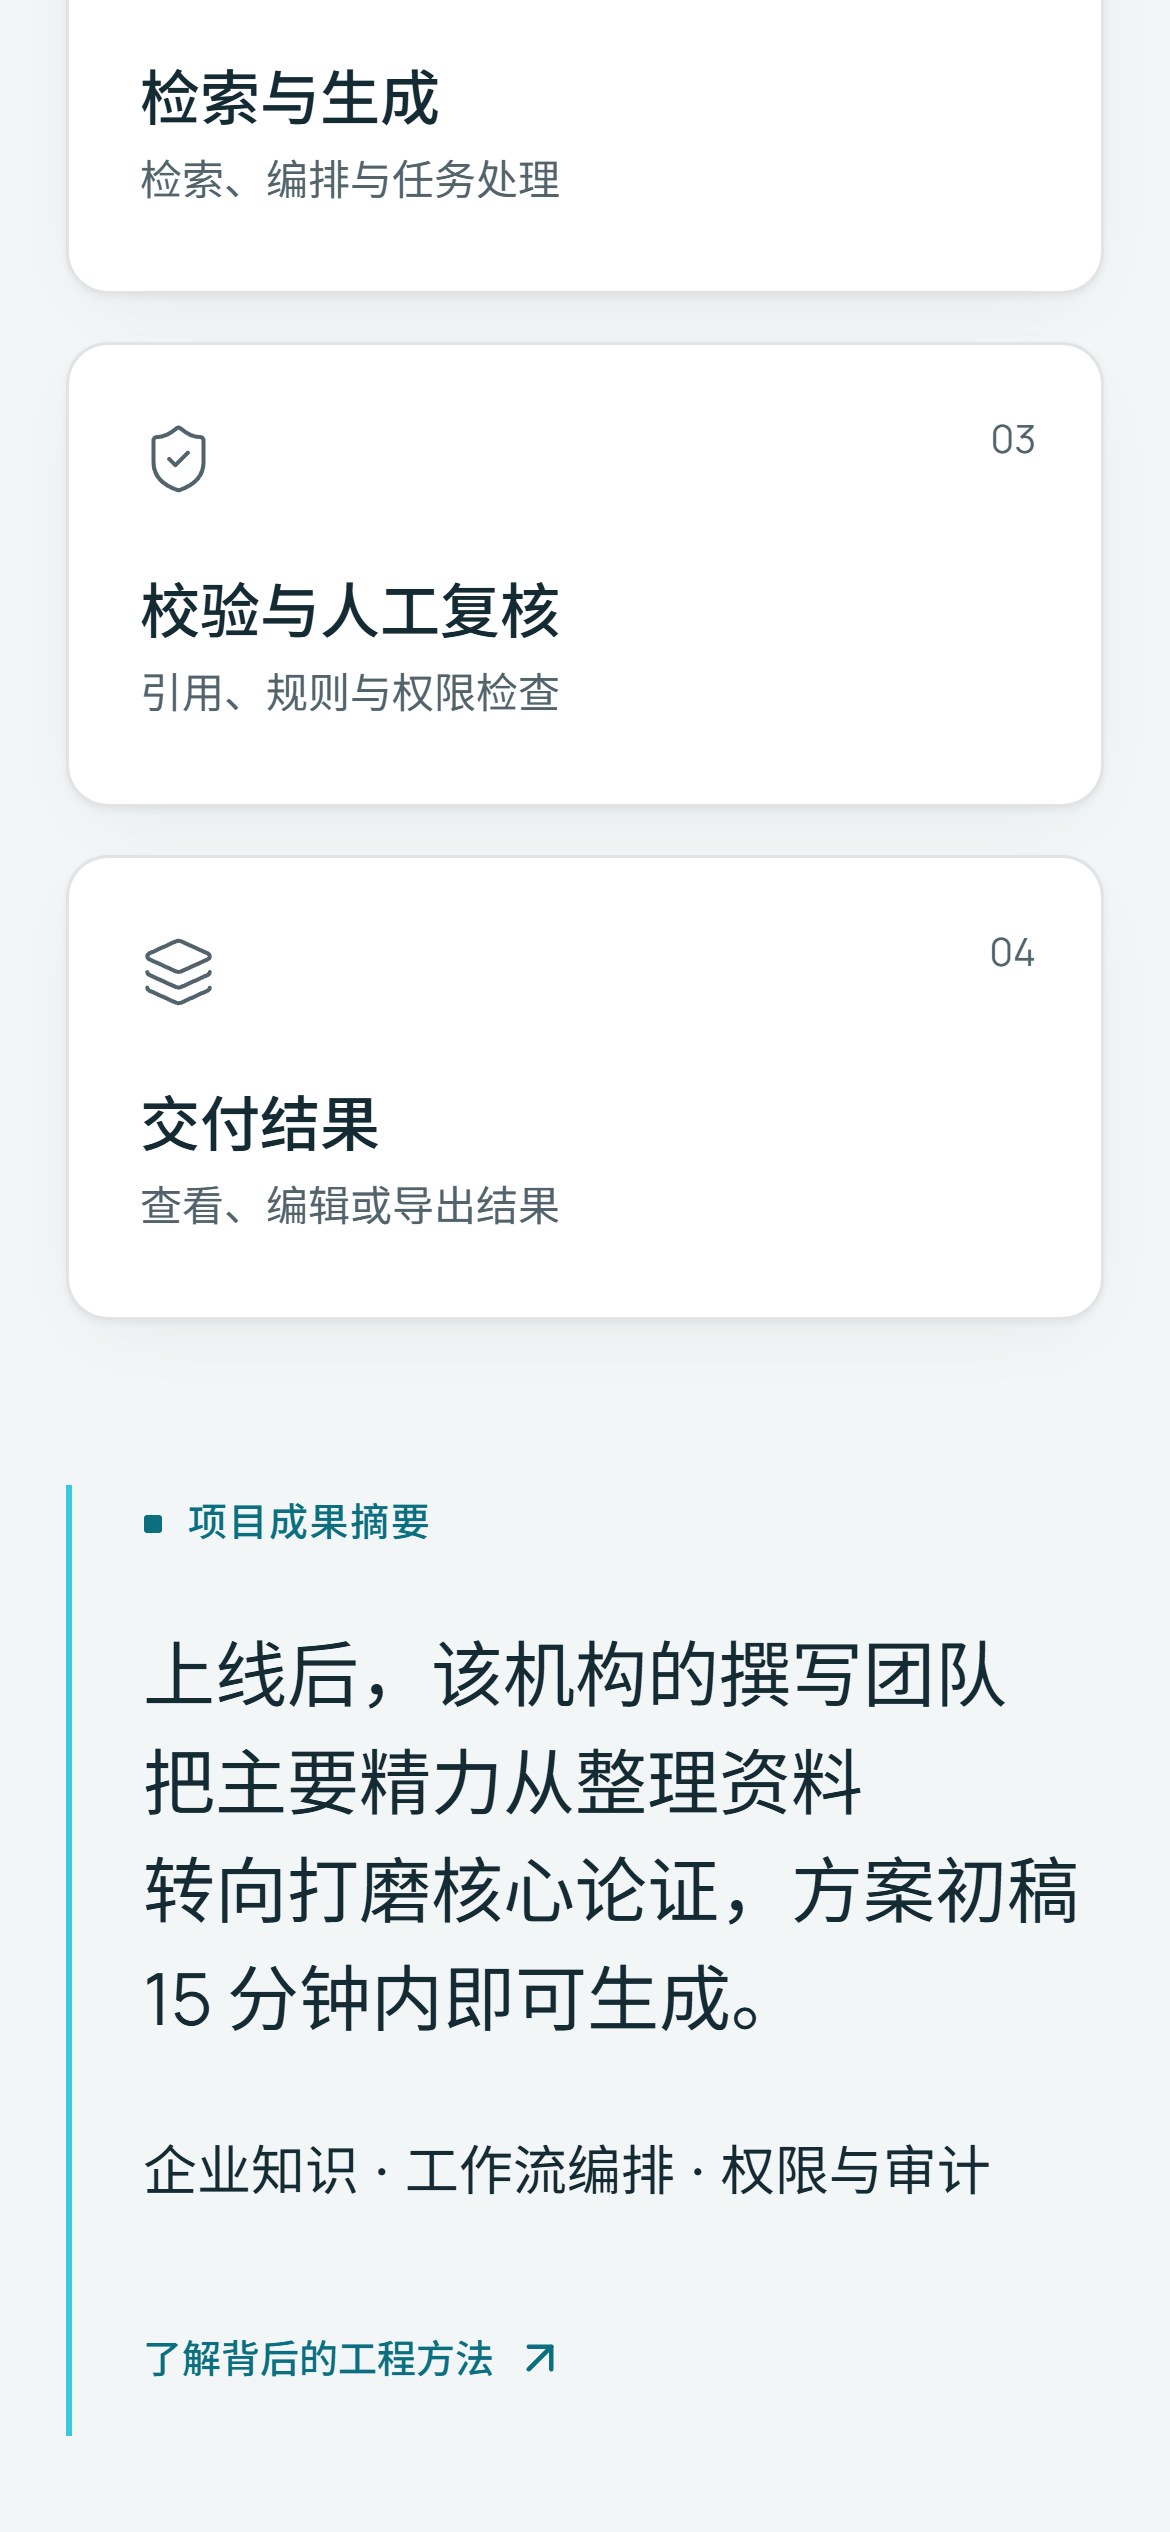 检索与生成
检索、编排与任务处理
03
校验与人工复核
引用、规则与权限检查
04
交付结果
查看、编辑或导出结果
项目成果摘要
上线后，该机构的撰写团队
把主要精力从整理资料
转向打磨核心论证，方案初稿
15 分钟内即可生成。
企业知识 · 工作流编排 · 权限与审计
了解背后的工程方法